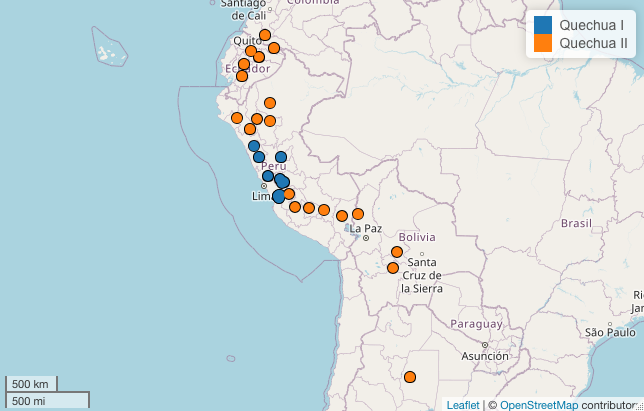 Santiago
de Cali
Colombia
Quechua I
Quechua II
Quito
Ecuador
Peru
Lima
La Paz
Bolivia
Brasil
Santa
Cruz de
la Sierra
Paraguay
São Paulo
Asunción
500 km
500 mi
Leaflet | © OpenStreetMap contributors